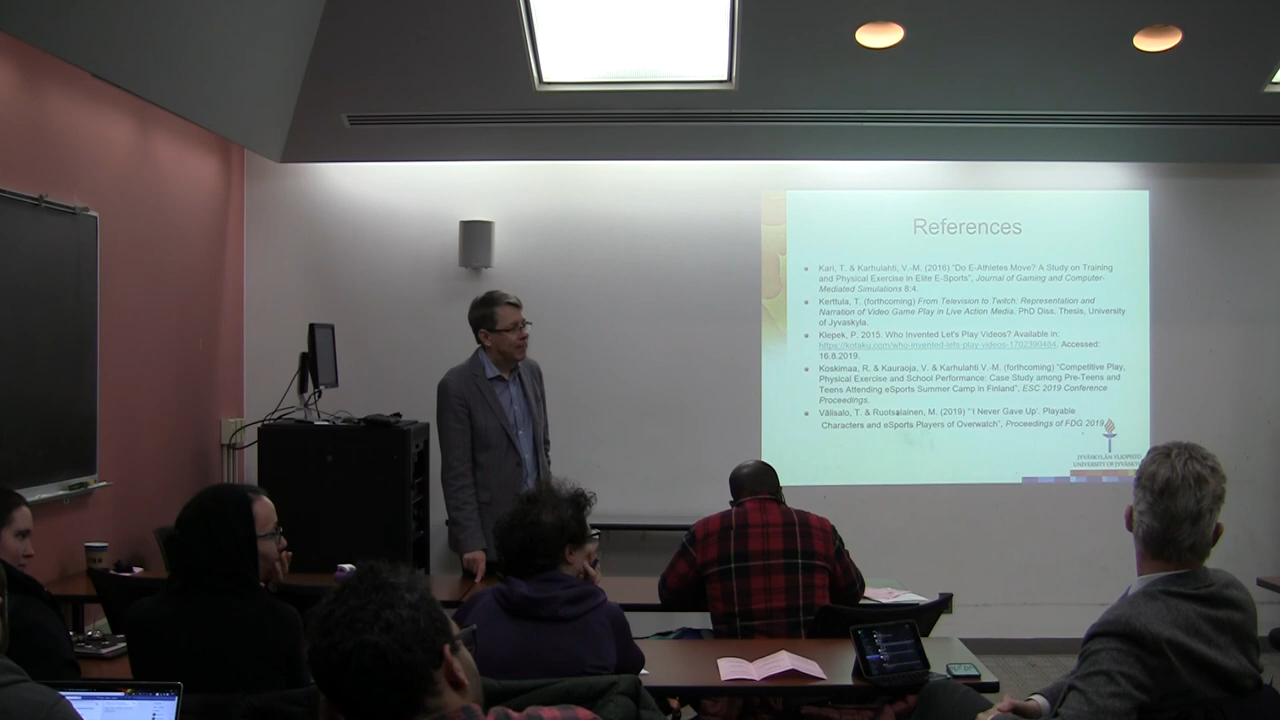 References
Kari, T. & Karhulahti, V.-M. (2016) "Do E-Athletes Move? A Study on Training
and Physical Exercise in Elite E-Sports", Journal of Gaming and Computer-
Mediated Simulations 8:4.
Kerttula, T. (forthcoming) From Television to Twitch: Representation and
Narration of Video Game Play in Live Action Media. PhD Diss. Thesis, University
of Jyvaskyla.
Klepek, P. 2015. Who Invented Let's Play Videos? Available in:
https://kotaku.com/who-invented-lets-play-videos-1702390484. Accessed:
16.8.2019.
Koskimaa, R. & Kauraoja, V. & Karhulahti V.-M. (forthcoming) "Competitive Play,
Physical Exercise and School Performance: Case Study among Pre-Teens and
Teens Attending eSports Summer Camp in Finland", ESC 2019 Conference
Proceedings.
Välisalo, T. & Ruotsalainen, M. (2019) "'I Never Gave Up'. Playable
Characters and eSports Players of Overwatch", Proceedings of FDG 2019.
JYVÄSKYLÄN YLIOPISTO
UNIVERSITY OF JYVÄSKYLÄ